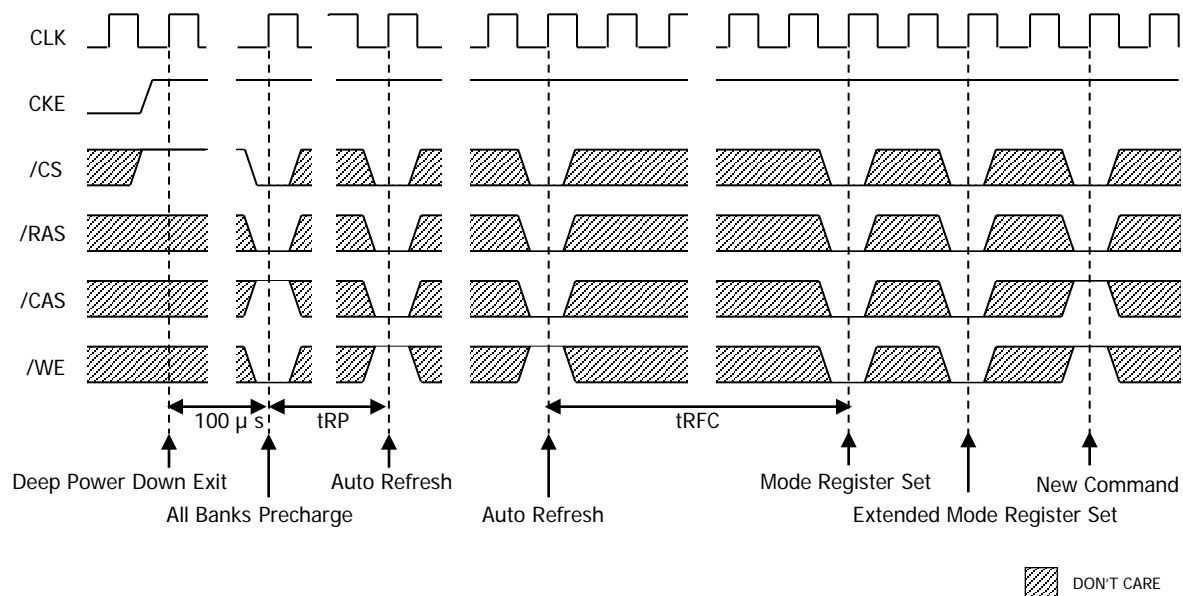 CLK
CKE
/CS
/RAS
/CAS
/WE
100 µ s
tRP
tRFC
Deep Power Down Exit
All Banks Precharge
Auto Refresh
Auto Refresh
Mode Register Set
Extended Mode Register Set
New Command
DON'T CARE